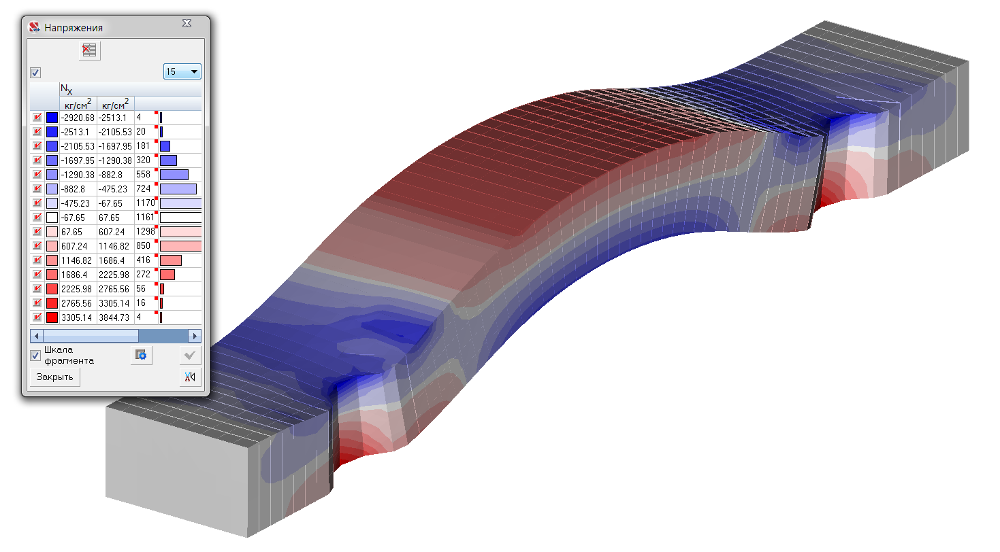 Напряжения
15
NX
кг/см2 кг/см2
-2920.68 -2513.1 4
-2513.1 -2105.53 20
-2105.53 -1697.95 181
-1697.95 -1290.38 320
-1290.38 -882.8 558
-882.8 -475.23 724
-475.23 -67.65 1170
-67.65 67.65 1161
67.65 607.24 1298
607.24 1146.82 850
1146.82 1686.4 416
1686.4 2225.98 272
2225.98 2765.56 56
2765.56 3305.14 16
3305.14 3844.73 4
Шкала
фрагмента
Закрыть